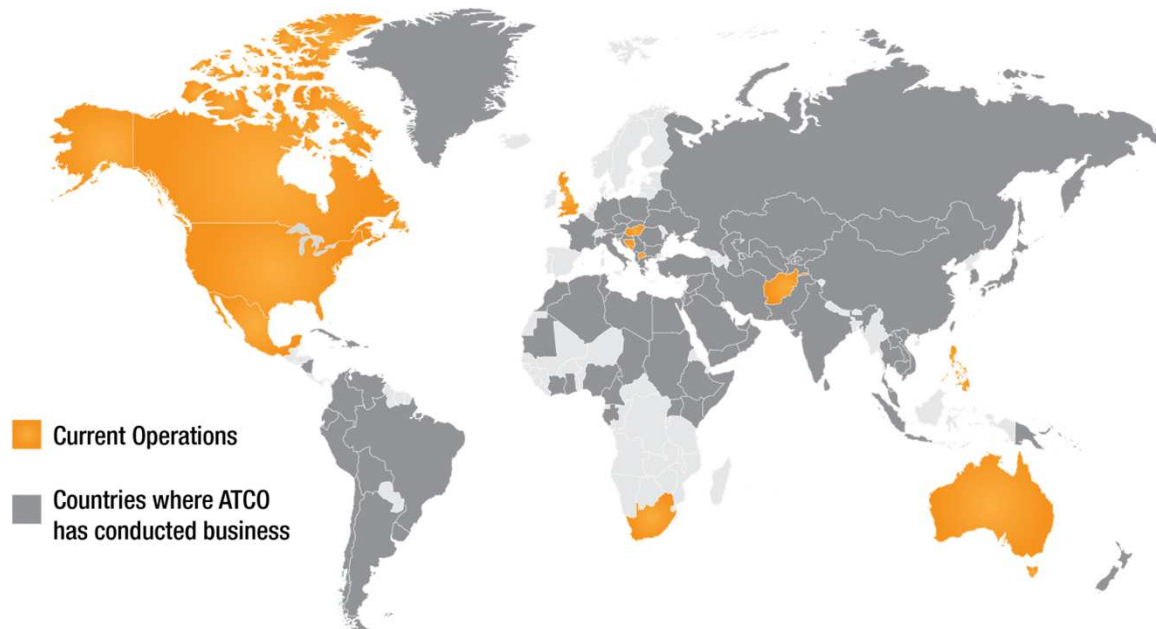 Current Operations
Countries where ATCO
has conducted business